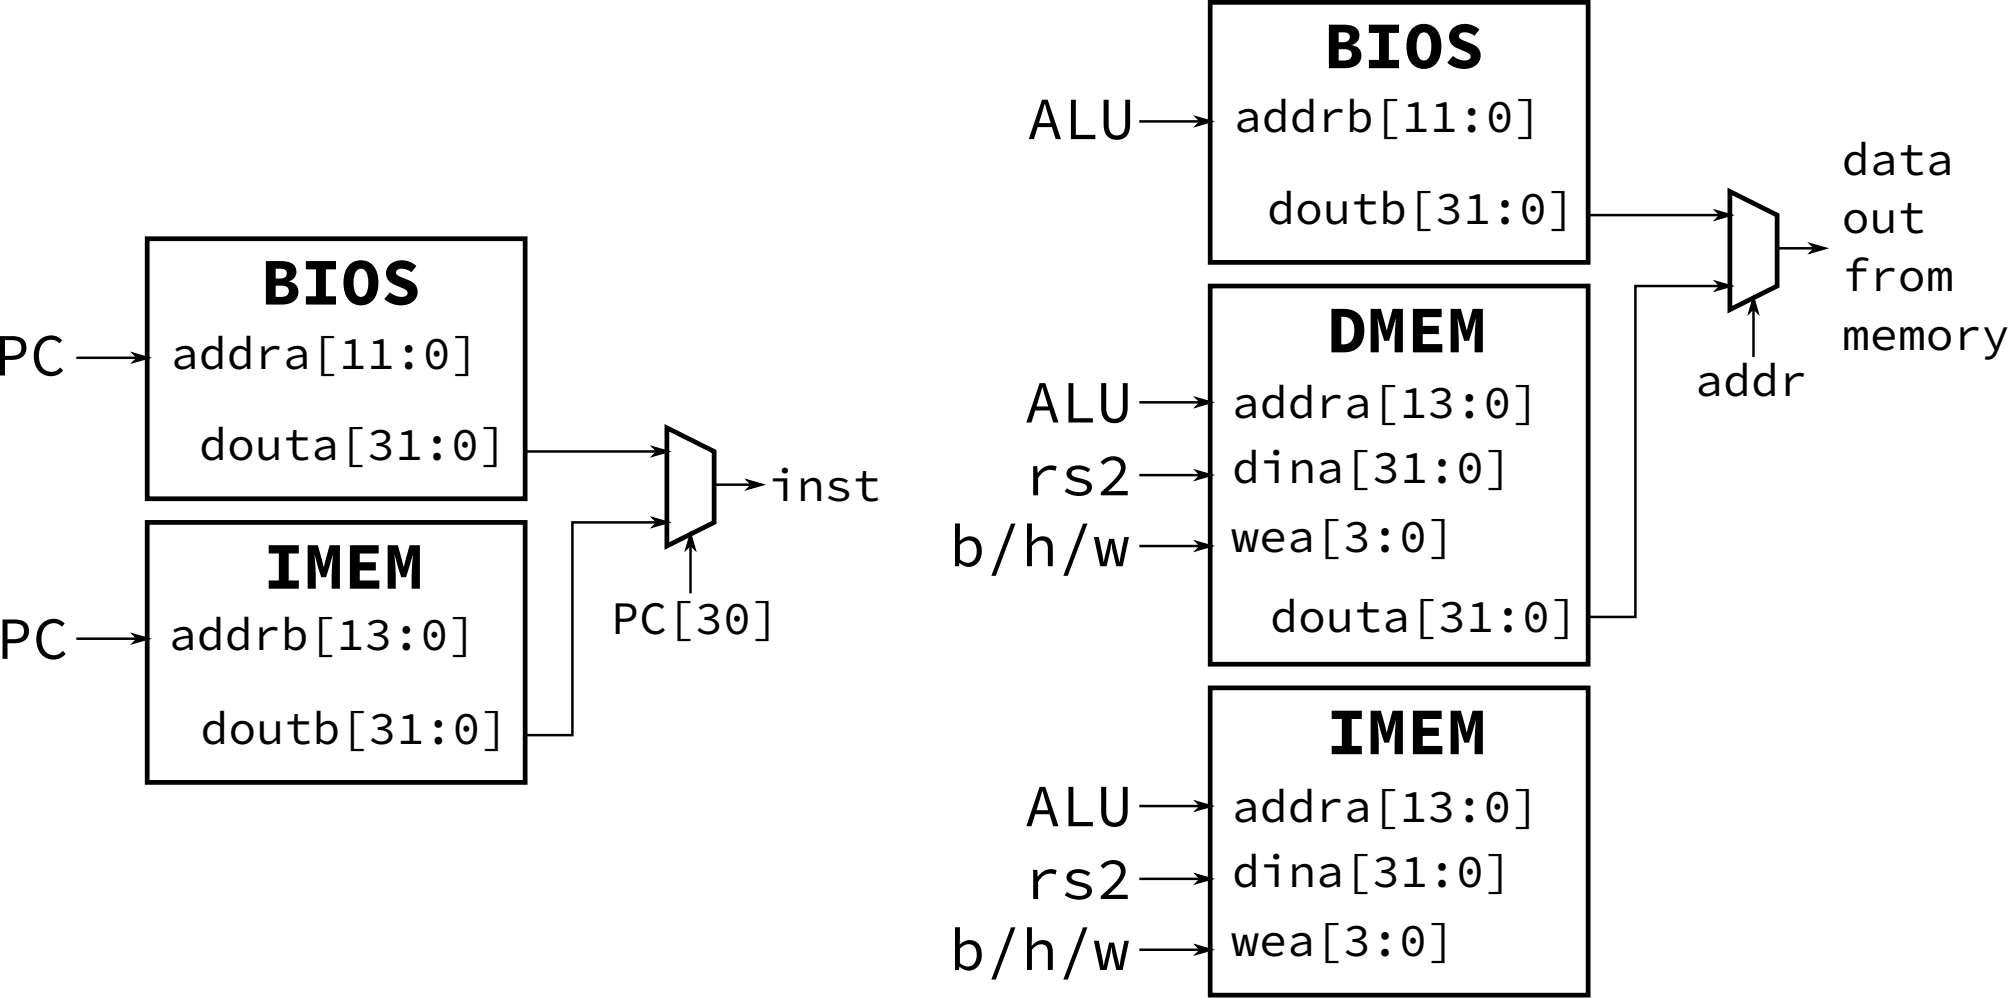 BIOS
PC
addra[11:0]
douta[31:0]
IMEM
PC
addrb[13:0]
doutb[31:0]
inst
PC[30]
BIOS
ALU
addrb[11:0]
doutb[31:0]
DMEM
ALU
addra[13:0]
rs2
dina[31:0]
b/h/w
wea[3:0]
douta[31:0]
IMEM
ALU
addra[13:0]
rs2
dina[31:0]
b/h/w
wea[3:0]
data
out
from
memory
addr